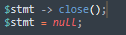 $stmt -> close();
$stmt = null;